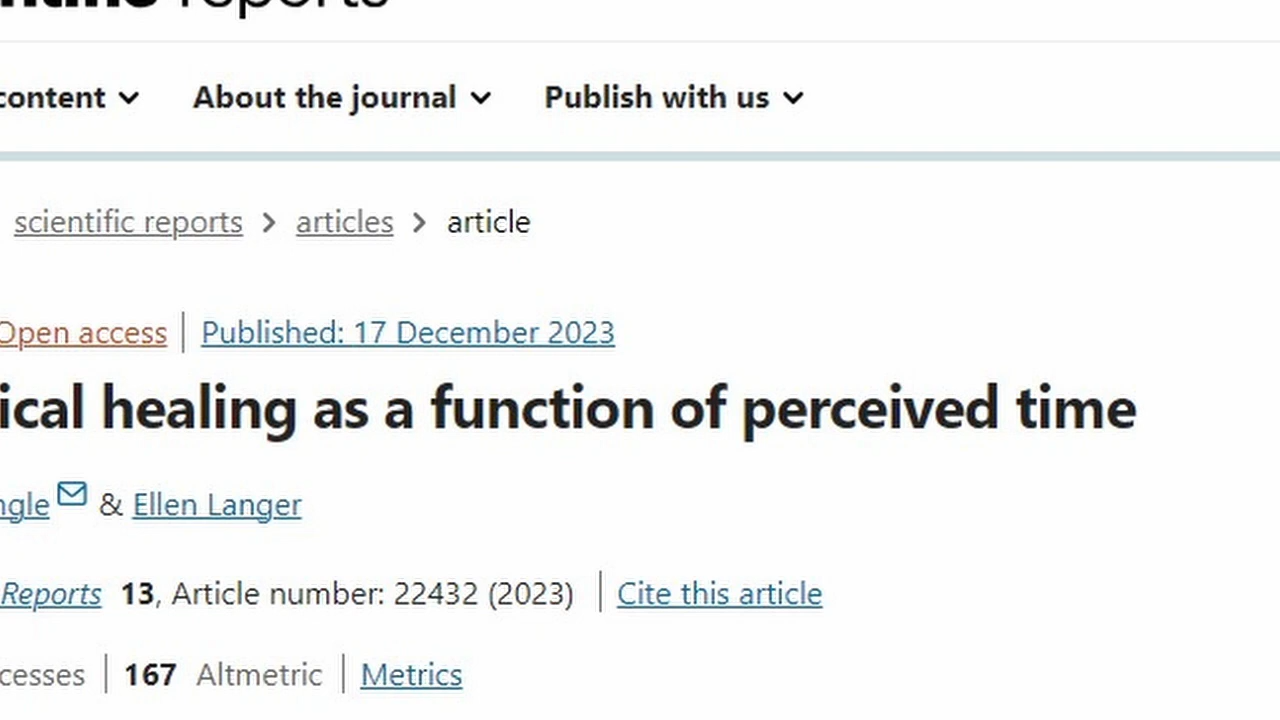 reports
content About the journal Publish with us
scientific reports > articles > article
Open access | Published: 17 December 2023
ical healing as a function of perceived time
ngle & Ellen Langer
Reports 13, Article number: 22432 (2023) | Cite this article
cesses | 167 Altmetric | Metrics